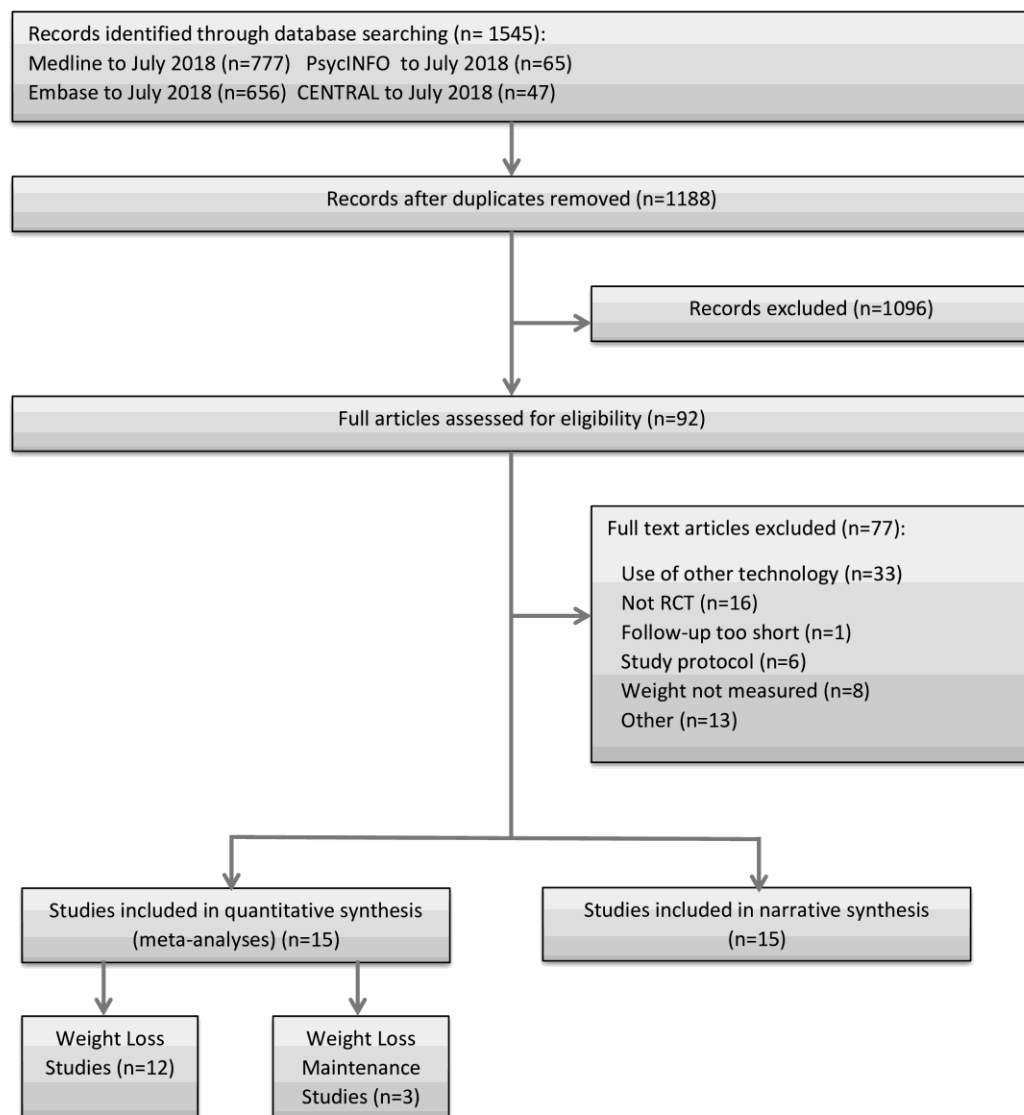 Records identified through database searching (n= 1545):
Medline to July 2018 (n=777) PsycINFO to July 2018 (n=65)
Embase to July 2018 (n=656) CENTRAL to July 2018 (n=47)
Records after duplicates removed (n=1188)
Records excluded (n=1096)
Full articles assessed for eligibility (n=92)
Full text articles excluded (n=77):
Use of other technology (n=33)
Not RCT (n=16)
Follow-up too short (n=1)
Study protocol (n=6)
Weight not measured (n=8)
Other (n=13)
Studies included in quantitative synthesis
(meta-analyses) (n=15)
Studies included in narrative synthesis
(n=15)
Weight Loss
Studies (n=12)
Weight Loss
Maintenance
Studies (n=3)